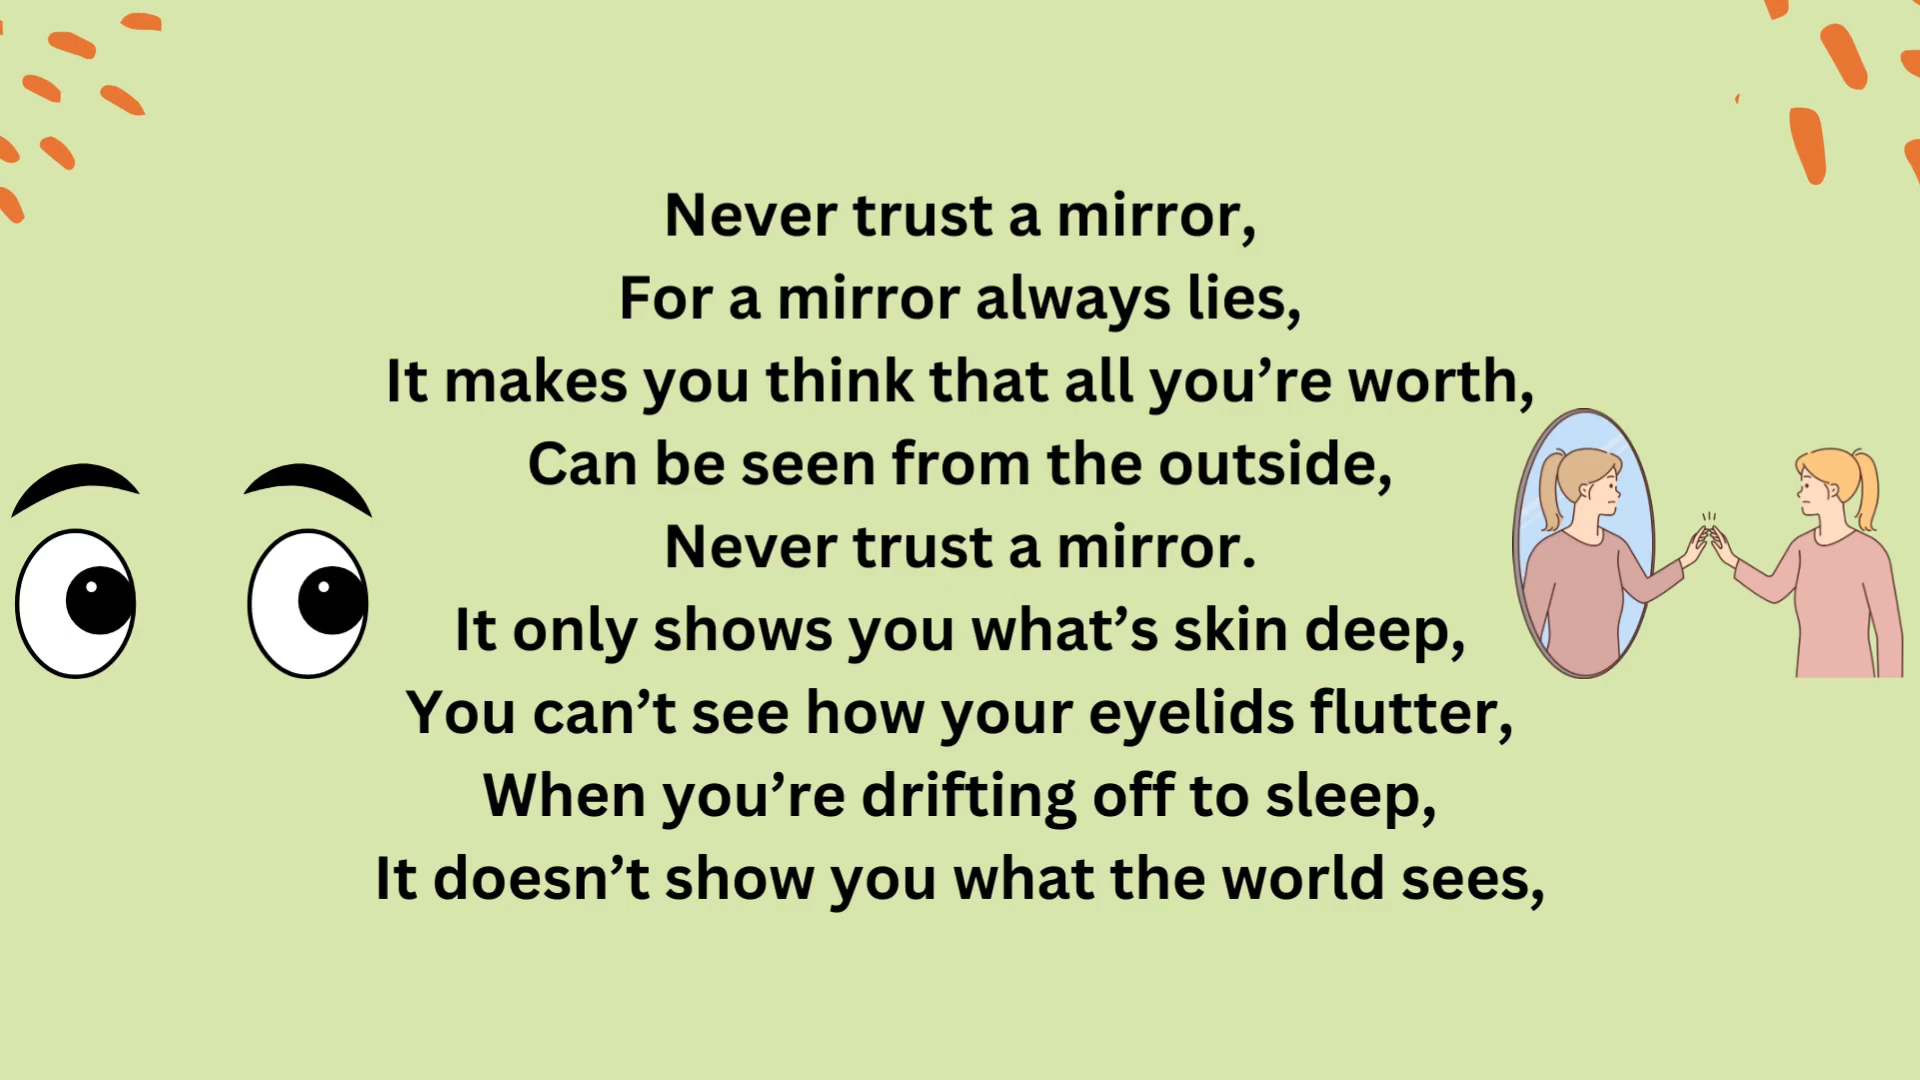 Never trust a mirror,
For a mirror always lies,
It makes you think that all you’re worth,
Can be seen from the outside,
Never trust a mirror.
It only shows you what’s skin deep,
You can’t see how your eyelids flutter,
When you’re drifting off to sleep,
It doesn’t show you what the world sees,